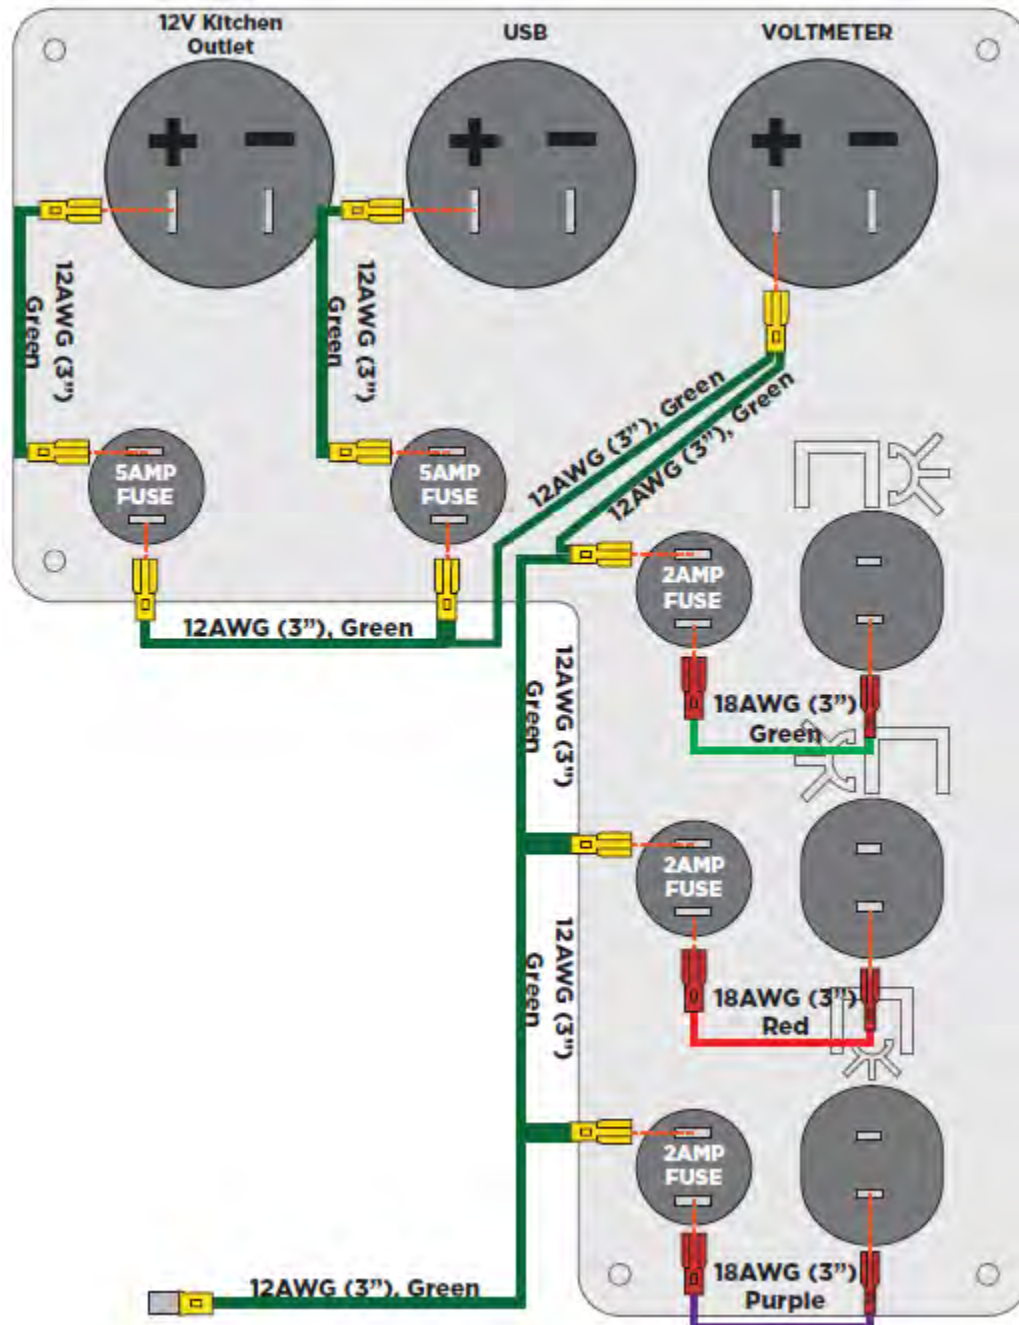 12V Kitchen
Outlet
USB
VOLTMETER
+ −
+ −
+ −
12AWG (3”)
Green
12AWG (3”)
Green
12AWG (3”), Green
12AWG (3”), Green
5AMP
FUSE
5AMP
FUSE
2AMP
FUSE
12AWG (3”), Green
12AWG (3”)
Green
18AWG (3”)
Green
2AMP
FUSE
12AWG (3”)
Green
18AWG (3”)
Red
2AMP
FUSE
12AWG (3”), Green
18AWG (3”)
Purple